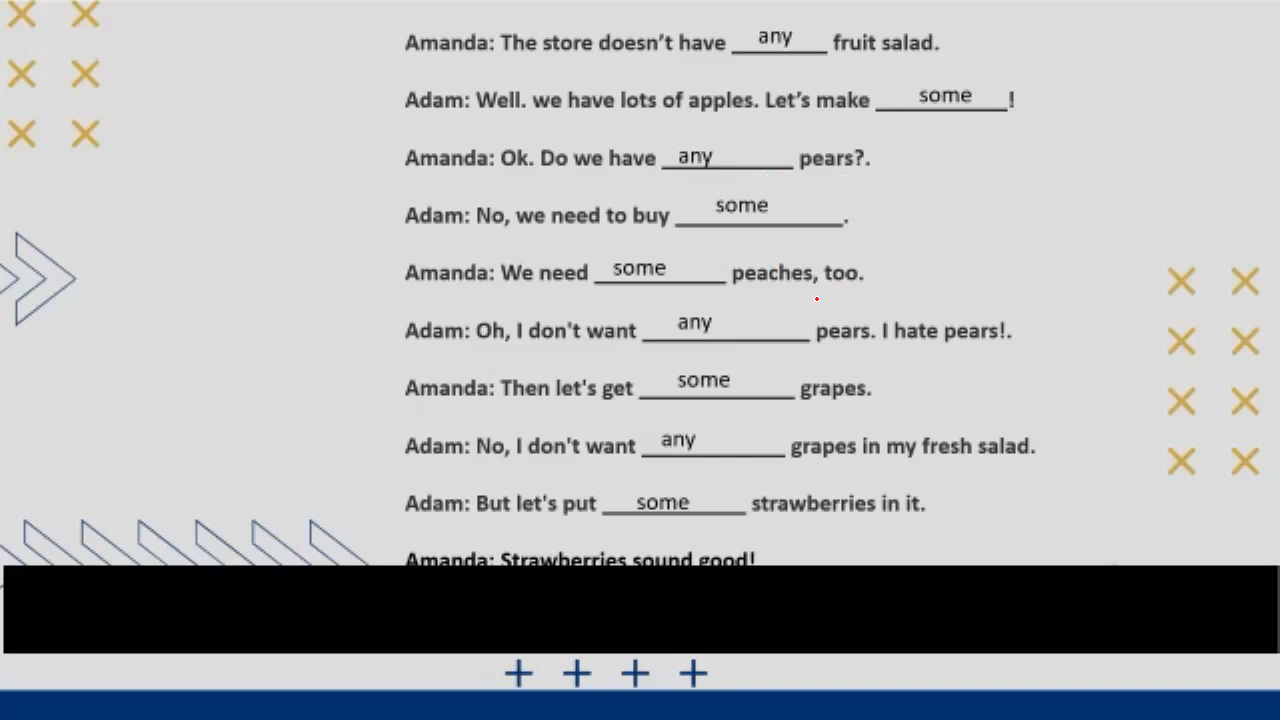 Amanda: The store doesn't have any fruit salad.
Adam: Well. we have lots of apples. Let's make some!
Amanda: Ok. Do we have any pears?.
Adam: No, we need to buy some.
Amanda: We need some peaches, too.
Adam: Oh, I don't want any pears. I hate pears!.
Amanda: Then let's get some grapes.
Adam: No, I don't want any grapes in my fresh salad.
Adam: But let's put some strawberries in it.
Amanda: Strawberries sound good!